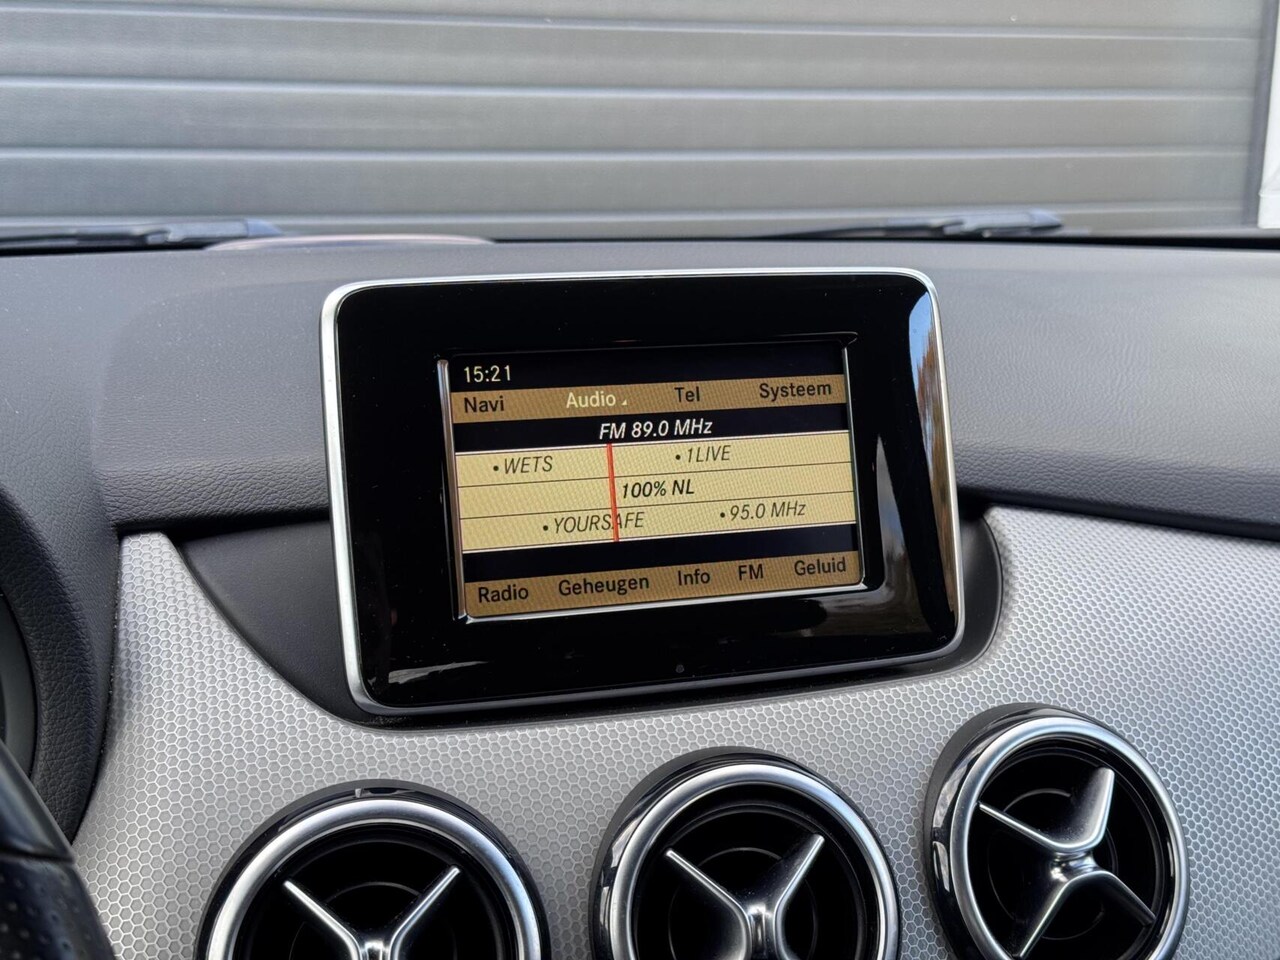 15:21
Navi Audio Tel Systeem
FM 89.0 MHz
•WETS •1LIVE
100% NL
•YOURSAFE •95.0 MHz
Radio Geheugen Info FM Geluid